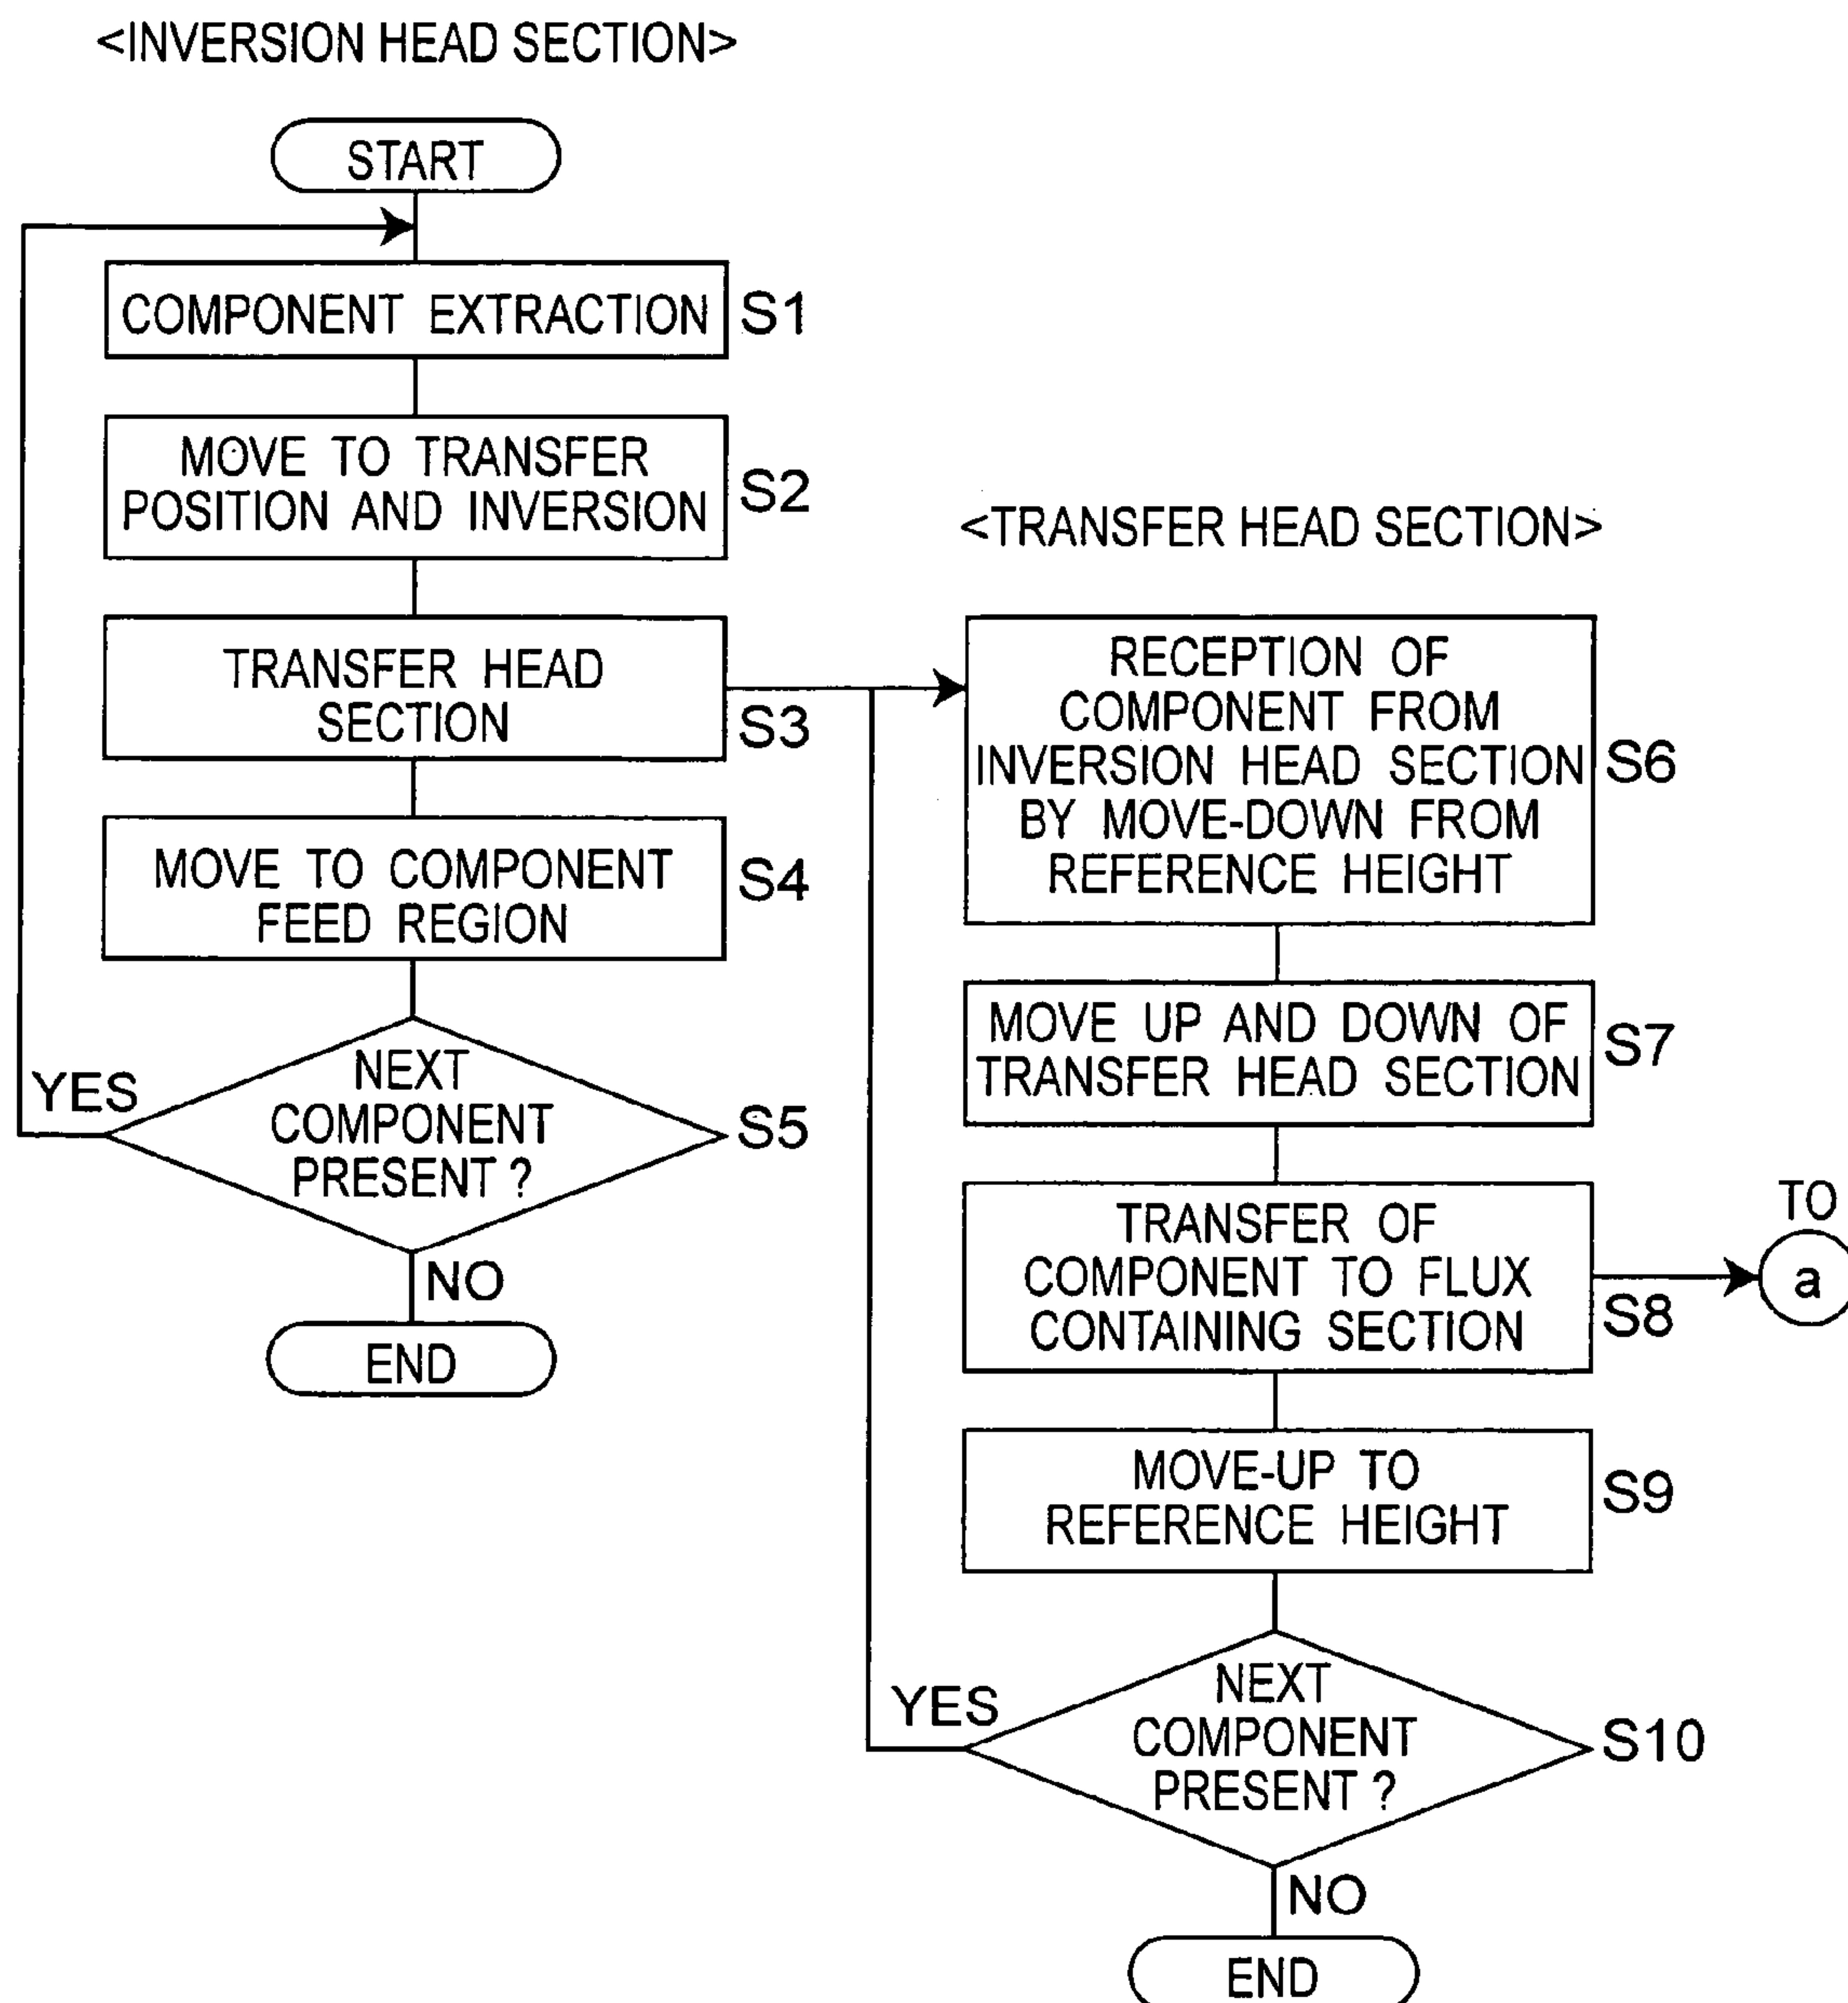 <INVERSION HEAD SECTION>
START
COMPONENT EXTRACTION
S1
MOVE TO TRANSFER
POSITION AND INVERSION
S2
TRANSFER HEAD
SECTION
S3
MOVE TO COMPONENT
FEED REGION
S4
NEXT
COMPONENT
PRESENT ?
S5
YES
NO
END
<TRANSFER HEAD SECTION>
RECEPTION OF
COMPONENT FROM
INVERSION HEAD SECTION
BY MOVE-DOWN FROM
REFERENCE HEIGHT
S6
MOVE UP AND DOWN OF
TRANSFER HEAD SECTION
S7
TRANSFER OF
COMPONENT TO FLUX
CONTAINING SECTION
S8
TO
a
MOVE-UP TO
REFERENCE HEIGHT
S9
NEXT
COMPONENT
PRESENT ?
S10
YES
NO
END